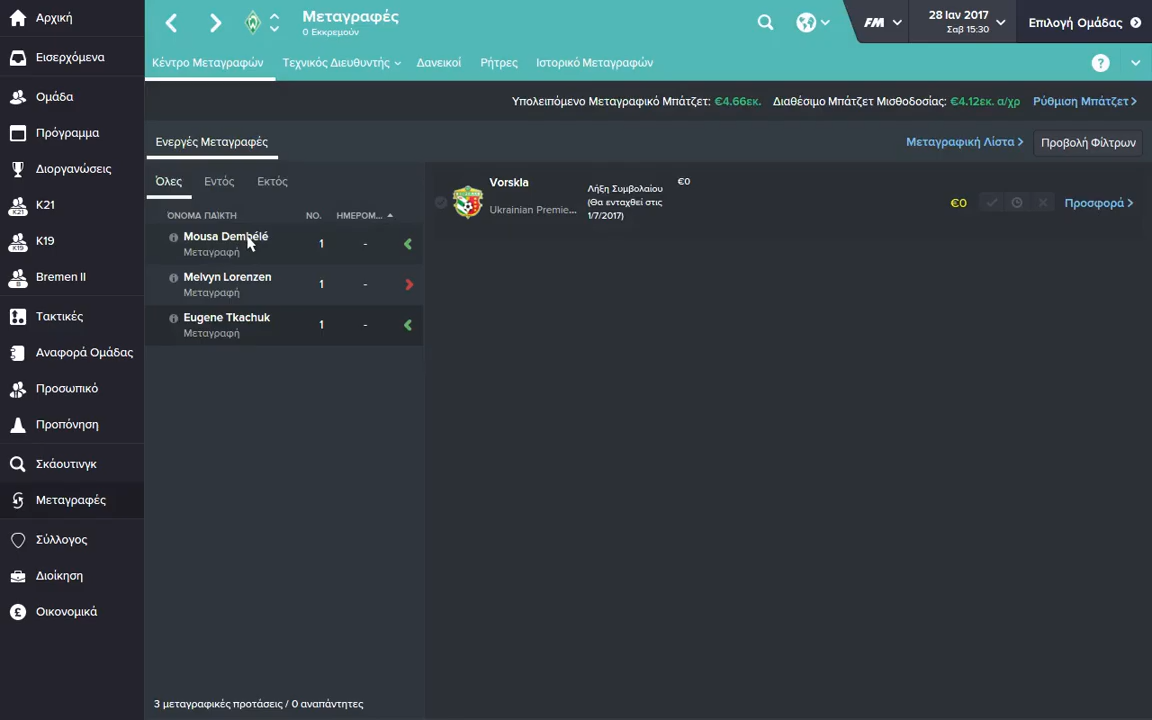 Αρχική
Εισερχόμενα
Ομάδα
Πρόγραμμα
Διοργανώσεις
K21
K19
Bremen II
Τακτικές
Αναφορά Ομάδας
Προσωπικό
Προπόνηση
Σκάουτινγκ
Μεταγραφές
Σύλλογος
Διοίκηση
Οικονομικά
Μεταγραφές
0 Εκκρεμούν
FM
28 Ιαν 2017
Σαβ 15:30
Επιλογή Ομάδας
Κέντρο Μεταγραφών Τεχνικός Διευθυντής Δανεικοί Ρήτρες Ιστορικό Μεταγραφών
Υπολειπόμενο Μεταγραφικό Μπάτζετ: €4.66εκ. Διαθέσιμο Μπάτζετ Μισθοδοσίας: €4.12εκ. α/χρ Ρύθμιση Μπάτζετ>
Ενεργές Μεταγραφές Μεταγραφική Λίστα > Προβολή Φίλτρων
Όλες Εντός Εκτός
ΌΝΟΜΑ ΠΑΊΚΤΗ ΝΟ. ΗΜΕΡΟΜ...
Mousa Dembélé 1 -
Μεταγραφή
Melvyn Lorenzen 1 -
Μεταγραφή
Eugene Tkachuk 1 -
Μεταγραφή
Vorskla
Ukrainian Premie...
Λήξη Συμβολαίου
(Θα ενταχθεί στις
1/7/2017)
€0
€0
Προσφορά >
3 μεταγραφικές προτάσεις / 0 αναπάντητες